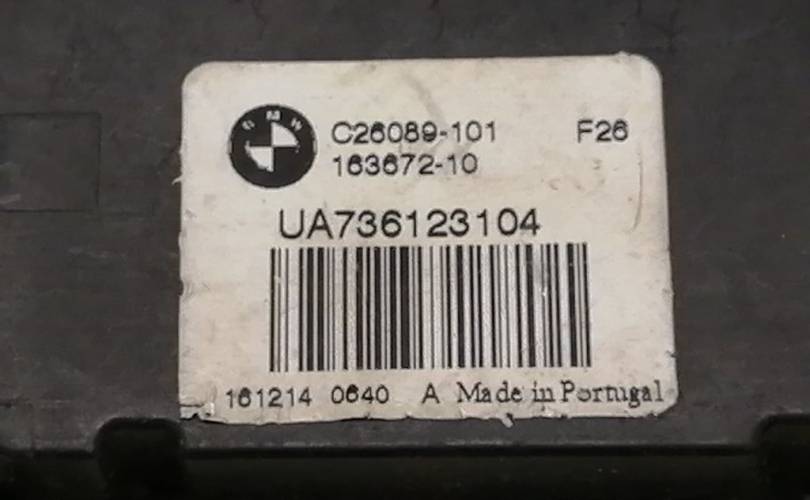 BMW
C26089-101 F26
163672-10
UA736123104
161214 0640 A Made in Portugal